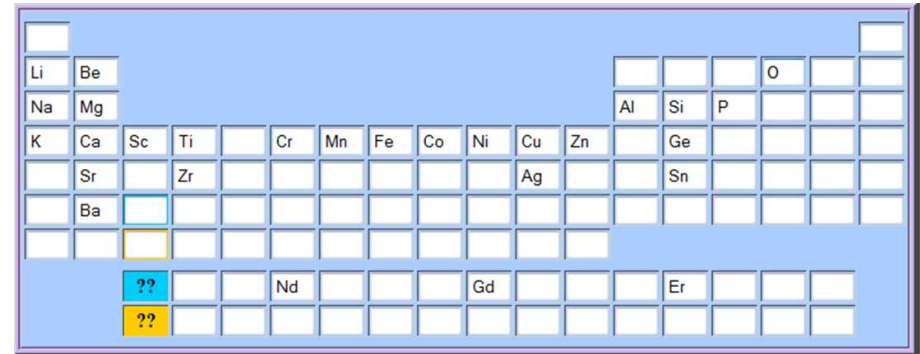 Li Be O
Na Mg Al Si P
K Ca Sc Ti Cr Mn Fe Co Ni Cu Zn Ge
Sr Zr Ag Sn
Ba
?? Nd Gd Er
??